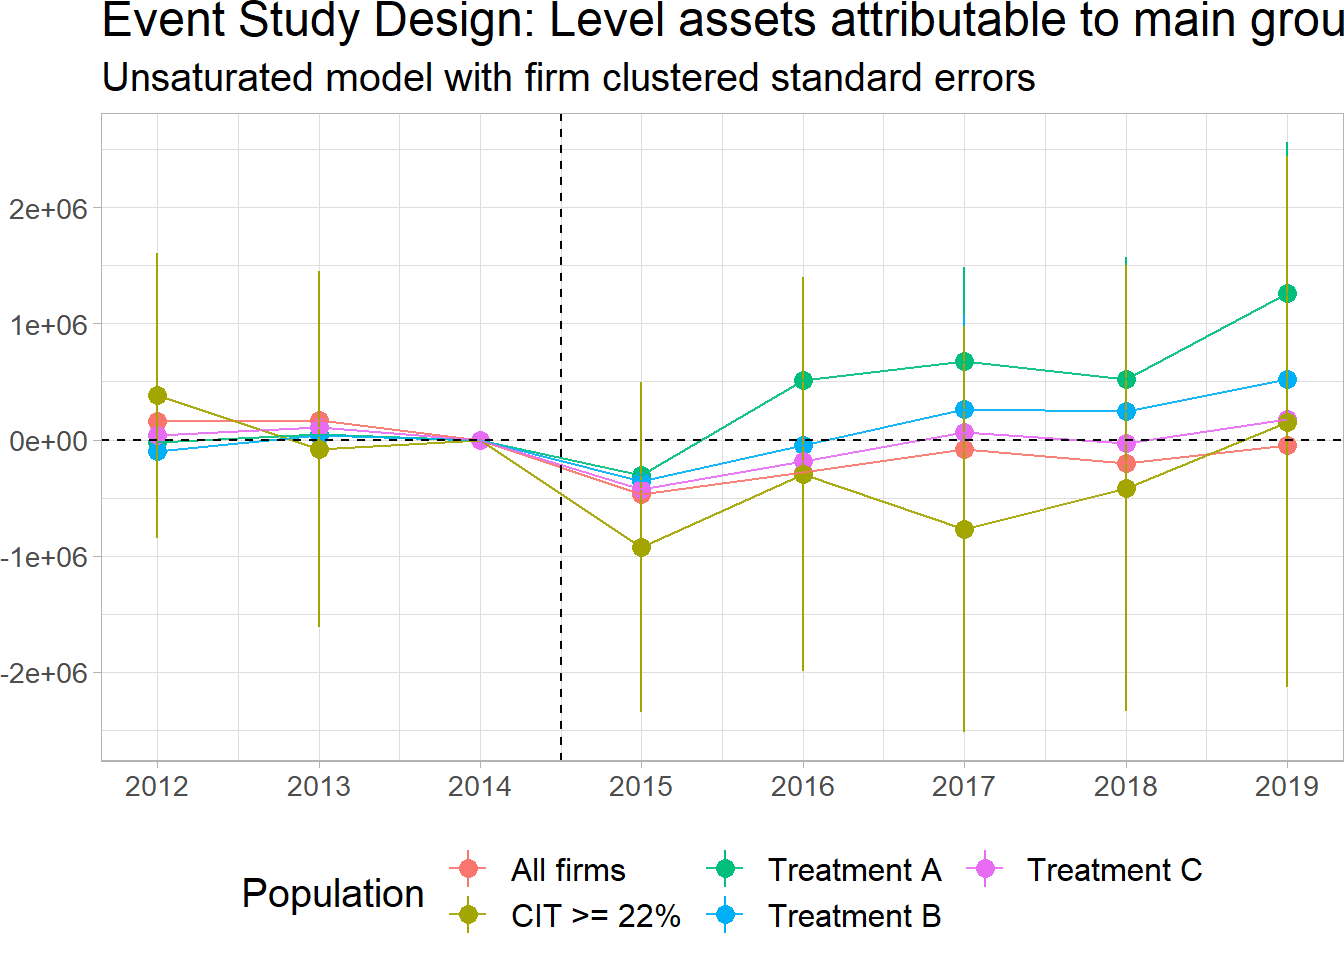 Event Study Design: Level assets attributable to main grou
Unsaturated model with firm clustered standard errors
2e+06
1e+06
0e+00
-1e+06
-2e+06
2012 2013 2014 2015 2016 2017 2018 2019
Population
All firms Treatment A Treatment C
CIT >= 22% Treatment B